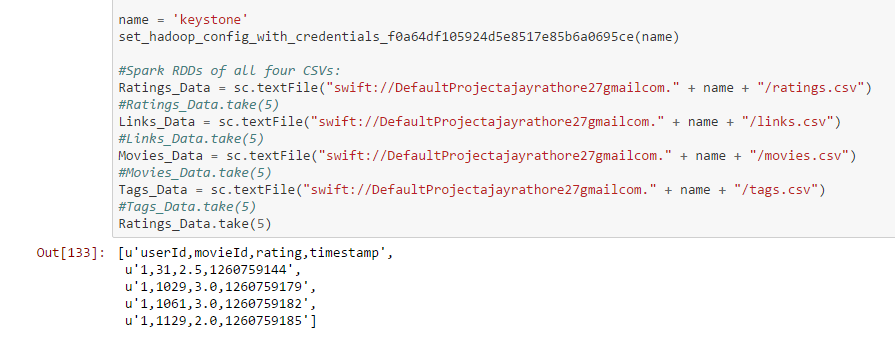 name = 'keystone'
set_hadoop_config_with_credentials_f0a64df105924d5e8517e85b6a0695ce(name)
#Spark RDDs of all four CSVs:
Ratings_Data = sc.textFile("swift://DefaultProjectajayrathore27gmailcom." + name + "/ratings.csv")
#Ratings_Data.take(5)
Links_Data = sc.textFile("swift://DefaultProjectajayrathore27gmailcom." + name + "/links.csv")
#Links_Data.take(5)
Movies_Data = sc.textFile("swift://DefaultProjectajayrathore27gmailcom." + name + "/movies.csv")
#Movies_Data.take(5)
Tags_Data = sc.textFile("swift://DefaultProjectajayrathore27gmailcom." + name + "/tags.csv")
#Tags_Data.take(5)
Ratings_Data.take(5)
Out[133]: [u'userId,movieId,rating,timestamp',
u'1,31,2.5,1260759144',
u'1,1029,3.0,1260759179',
u'1,1061,3.0,1260759182',
u'1,1129,2.0,1260759185']